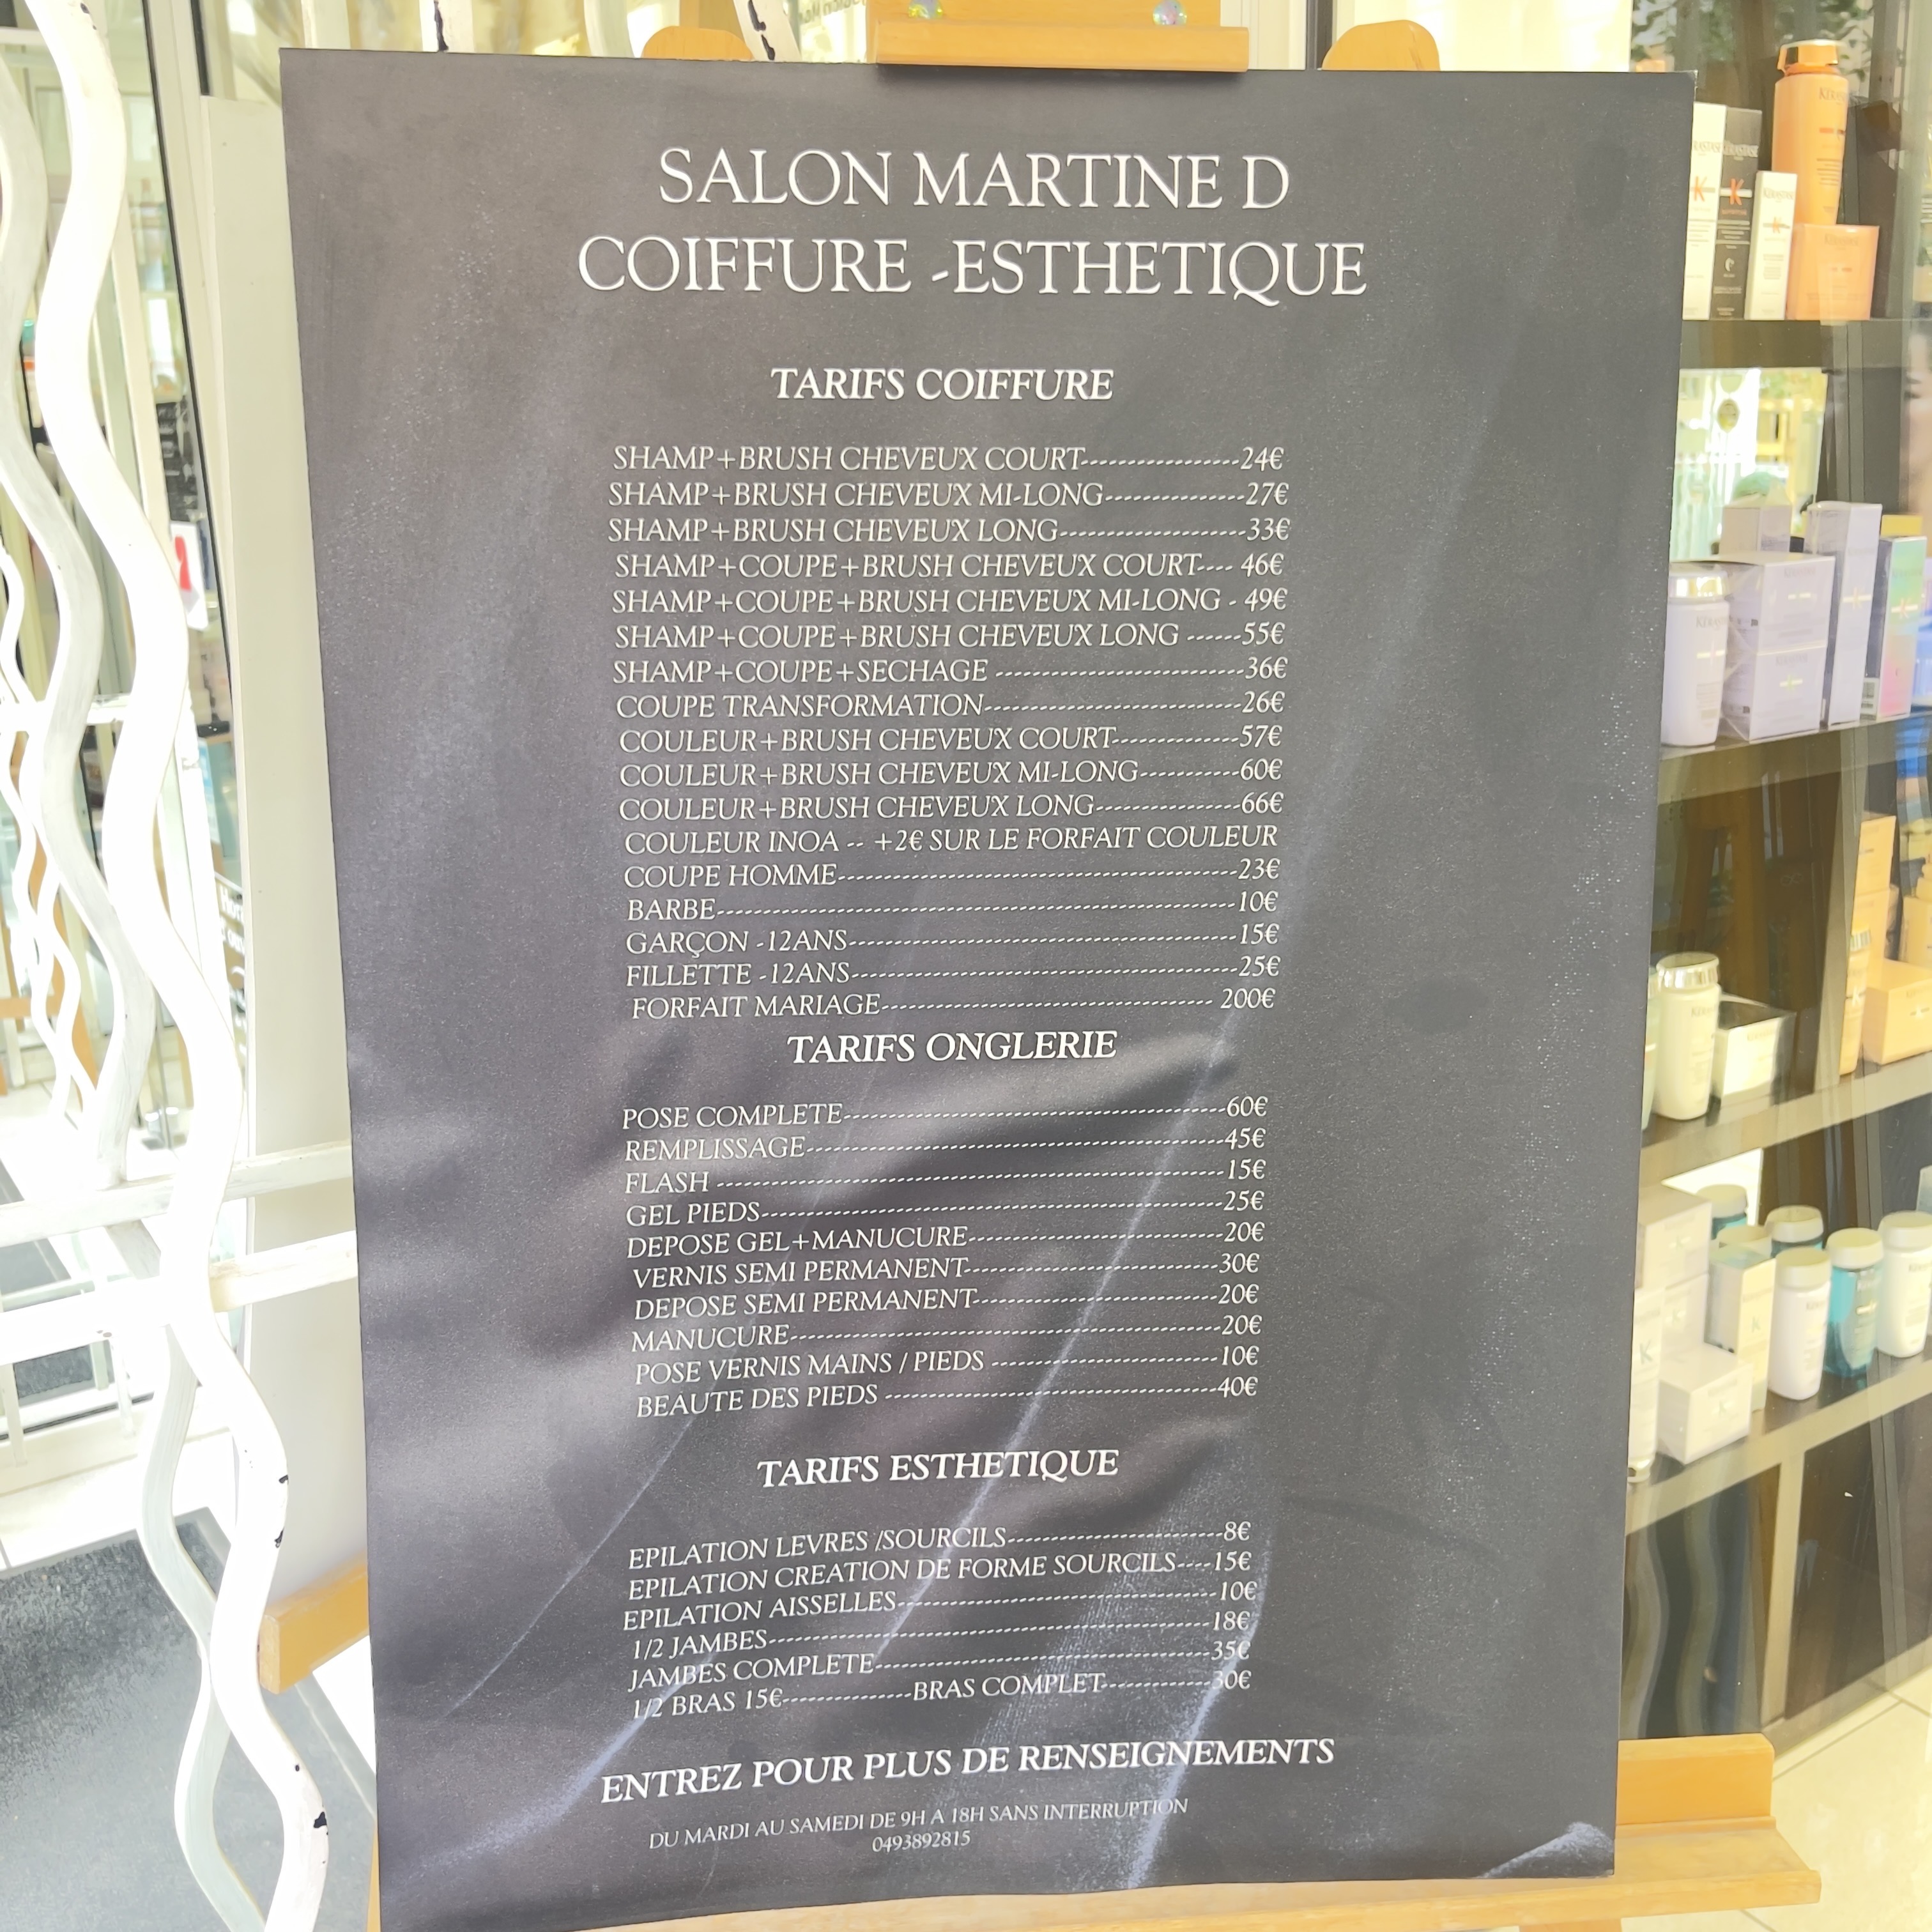 SALON MARTINE D
COIFFURE -ESTHETIQUE
TARIFS COIFFURE
SHAMP+BRUSH CHEVEUX COURT-----------------24€
SHAMP+BRUSH CHEVEUX MI-LONG---------------27€
SHAMP+BRUSH CHEVEUX LONG--------------------33€
SHAMP+COUPE+BRUSH CHEVEUX COURT---- 46€
SHAMP+COUPE+BRUSH CHEVEUX MI-LONG - 49€
SHAMP+COUPE+BRUSH CHEVEUX LONG ------55€
SHAMP+COUPE+SECHAGE ---------------------------36€
COUPE TRANSFORMATION----------------------------26€
COULEUR+BRUSH CHEVEUX COURT--------------57€
COULEUR+BRUSH CHEVEUX MI-LONG-----------60€
COULEUR+BRUSH CHEVEUX LONG----------------66€
COULEUR INOA -- +2€ SUR LE FORFAIT COULEUR
COUPE HOMME--------------------------------------------23€
BARBE---------------------------------------------------------10€
GARÇON -12ANS-------------------------------------------15€
FILLETTE -12ANS-------------------------------------------25€
FORFAIT MARIAGE------------------------------------- 200€
TARIFS ONGLERIE
POSE COMPLETE------------------------------------------60€
REMPLISSAGE----------------------------------------------45€
FLASH --------------------------------------------------------15€
GEL PIEDS---------------------------------------------------25€
DEPOSE GEL+MANUCURE----------------------------20€
VERNIS SEMI PERMANENT----------------------------30€
DEPOSE SEMI PERMANENT---------------------------20€
MANUCURE------------------------------------------------20€
POSE VERNIS MAINS / PIEDS -------------------------10€
BEAUTE DES PIEDS -------------------------------------40€
TARIFS ESTHETIQUE
EPILATION LEVRES /SOURCILS------------------------8€
EPILATION CREATION DE FORME SOURCILS----15€
EPILATION AISSELLES-----------------------------------10€
1/2 JAMBES-------------------------------------------------18€
JAMBES COMPLETE-------------------------------------35€
1/2 BRAS 15€--------------BRAS COMPLET------------30€
ENTREZ POUR PLUS DE RENSEIGNEMENTS
DU MARDI AU SAMEDI DE 9H A 18H SANS INTERRUPTION
0493892815